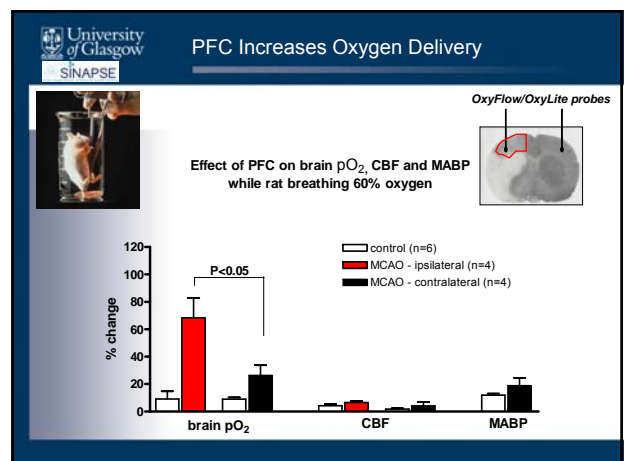 University
of Glasgow
SINAPSE
PFC Increases Oxygen Delivery
OxyFlow/OxyLite probes
Effect of PFC on brain pO₂, CBF and MABP
while rat breathing 60% oxygen
control (n=6)
MCAO - ipsilateral (n=4)
MCAO - contralateral (n=4)
P<0.05
% change
120
100
80
60
40
20
0
brain pO₂ CBF MABP